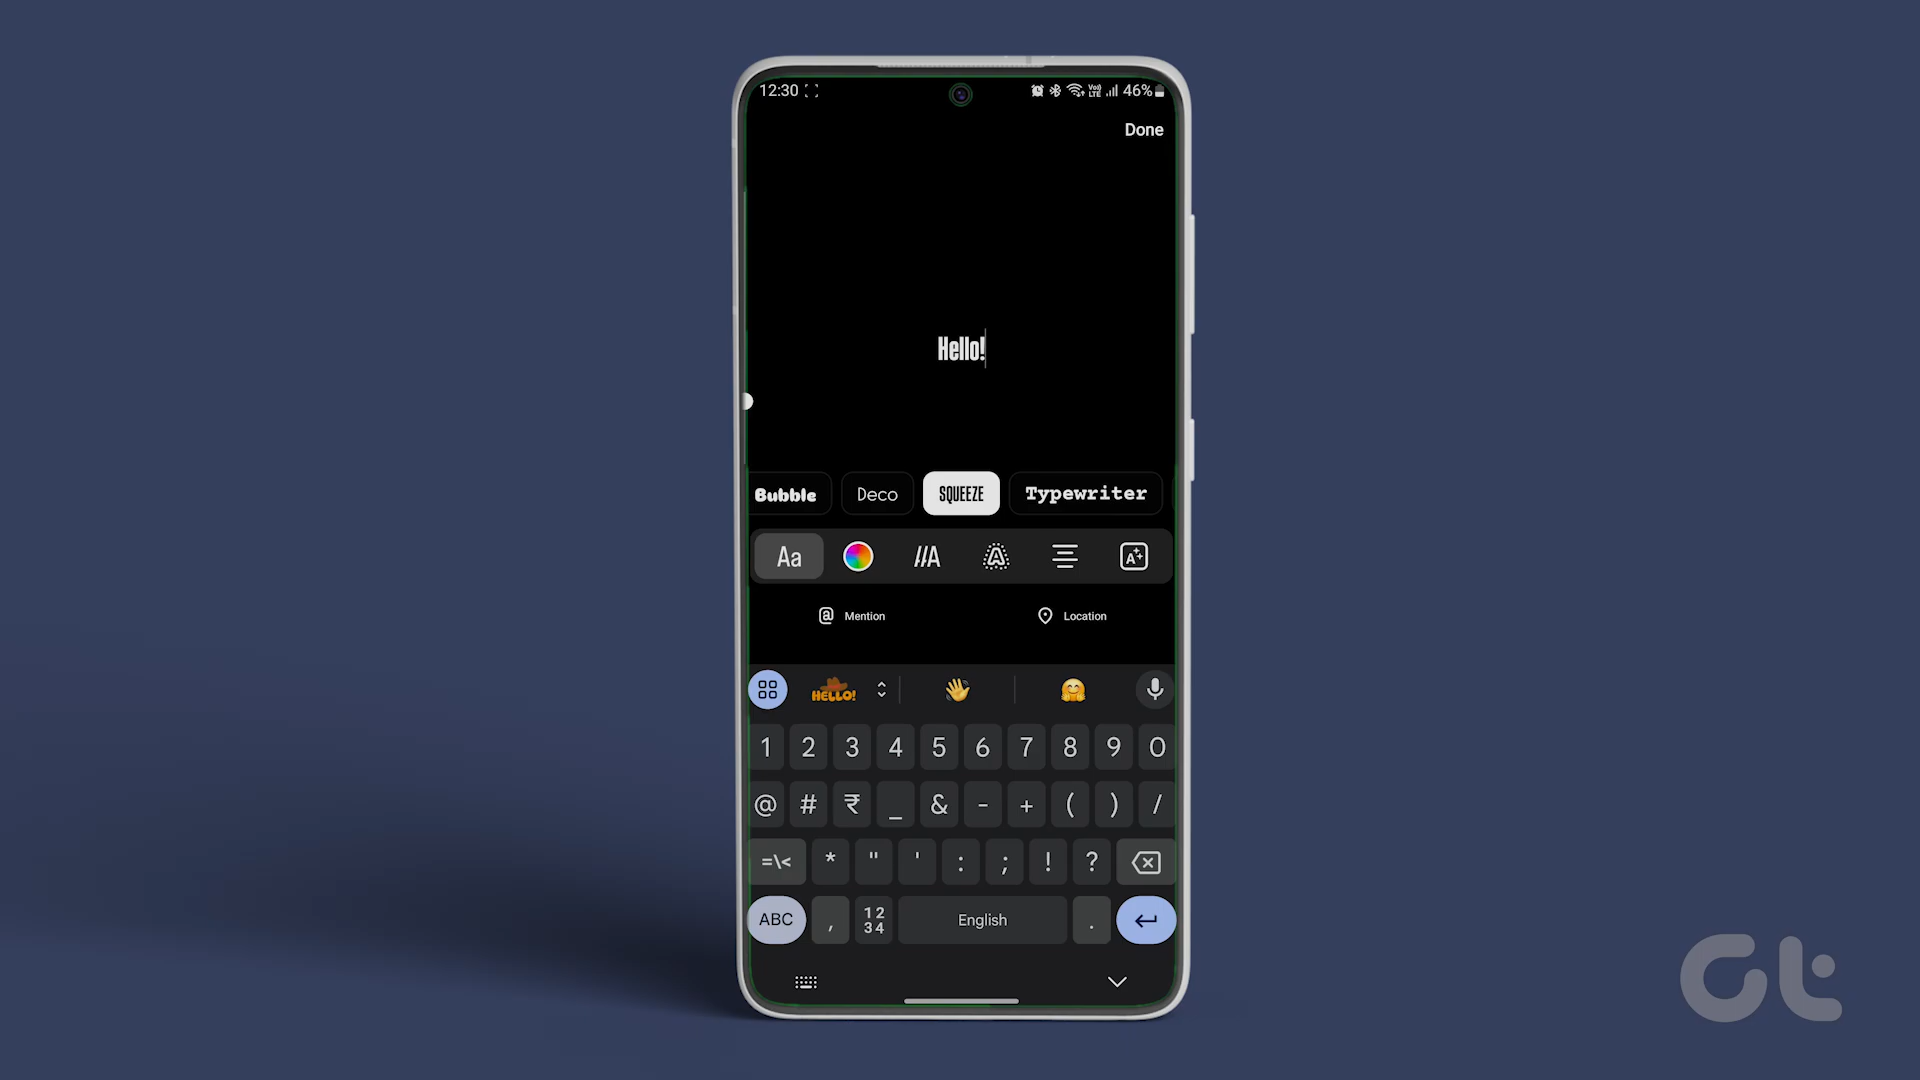 12:30 46%
Done
Hello!
Bubble Deco SQUEEZE Typewriter
Aa
Mention Location
HELLO!
1 2 3 4 5 6 7 8 9 0
@ # ₹ _ & - + ( ) /
=\< * " ' : ; ! ?
ABC , 1234 English .
Gt